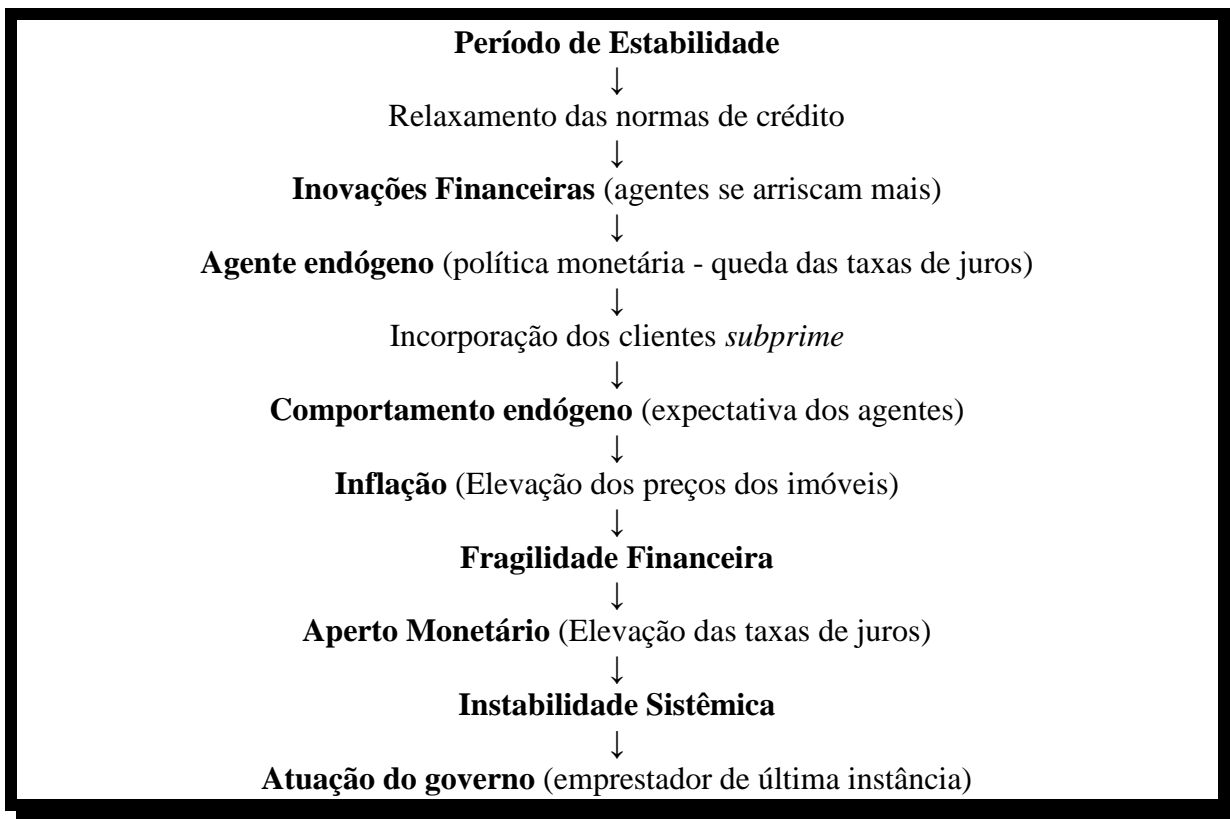 Período de Estabilidade
↓
Relaxamento das normas de crédito
↓
Inovações Financeiras (agentes se arriscam mais)
↓
Agente endógeno (política monetária - queda das taxas de juros)
↓
Incorporação dos clientes subprime
↓
Comportamento endógeno (expectativa dos agentes)
↓
Inflação (Elevação dos preços dos imóveis)
↓
Fragilidade Financeira
↓
Aperto Monetário (Elevação das taxas de juros)
↓
Instabilidade Sistêmica
↓
Atuação do governo (emprestador de última instância)